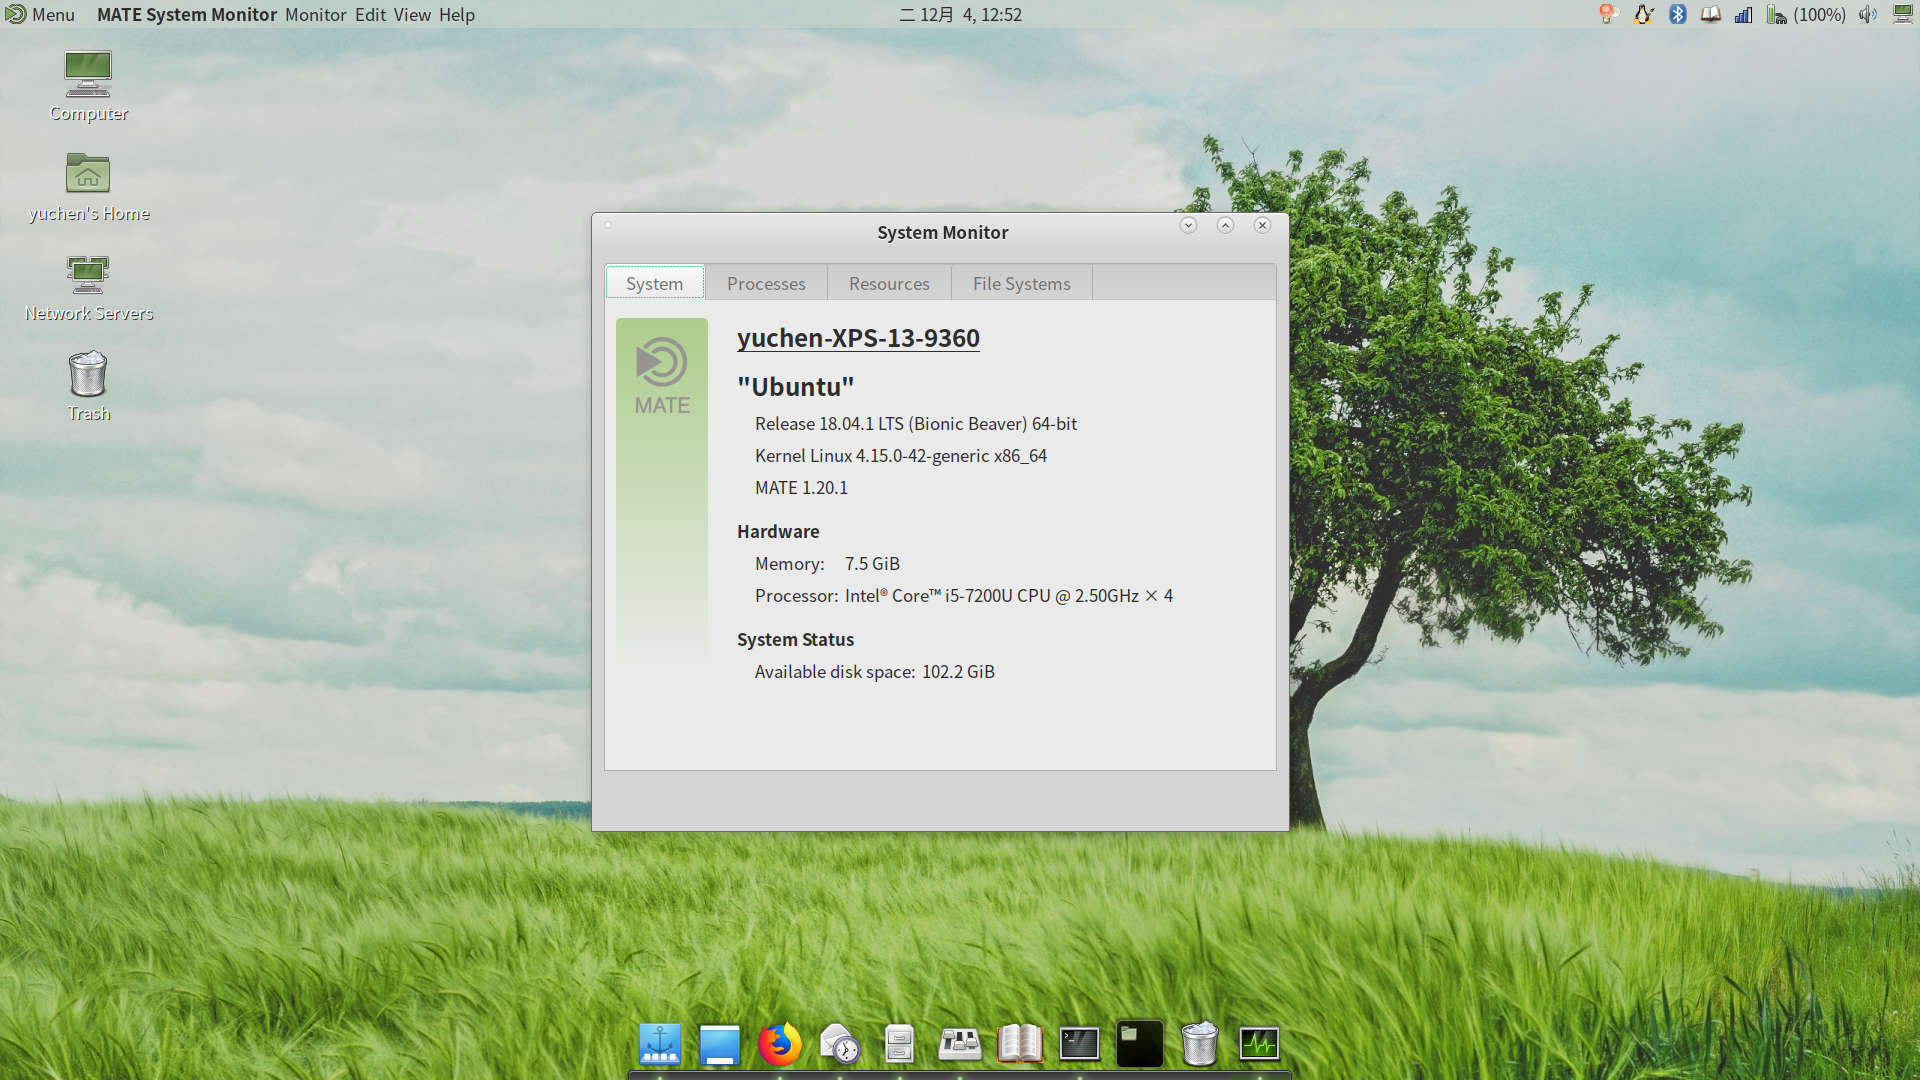 Menu MATE System Monitor Monitor Edit View Help 二 12月 4, 12:52 (100%)
Computer
yuchen's Home
Network Servers
Trash
System Monitor
System Processes Resources File Systems
MATE
yuchen-XPS-13-9360
"Ubuntu"
Release 18.04.1 LTS (Bionic Beaver) 64-bit
Kernel Linux 4.15.0-42-generic x86_64
MATE 1.20.1
Hardware
Memory: 7.5 GiB
Processor: Intel® Core™ i5-7200U CPU @ 2.50GHz × 4
System Status
Available disk space: 102.2 GiB